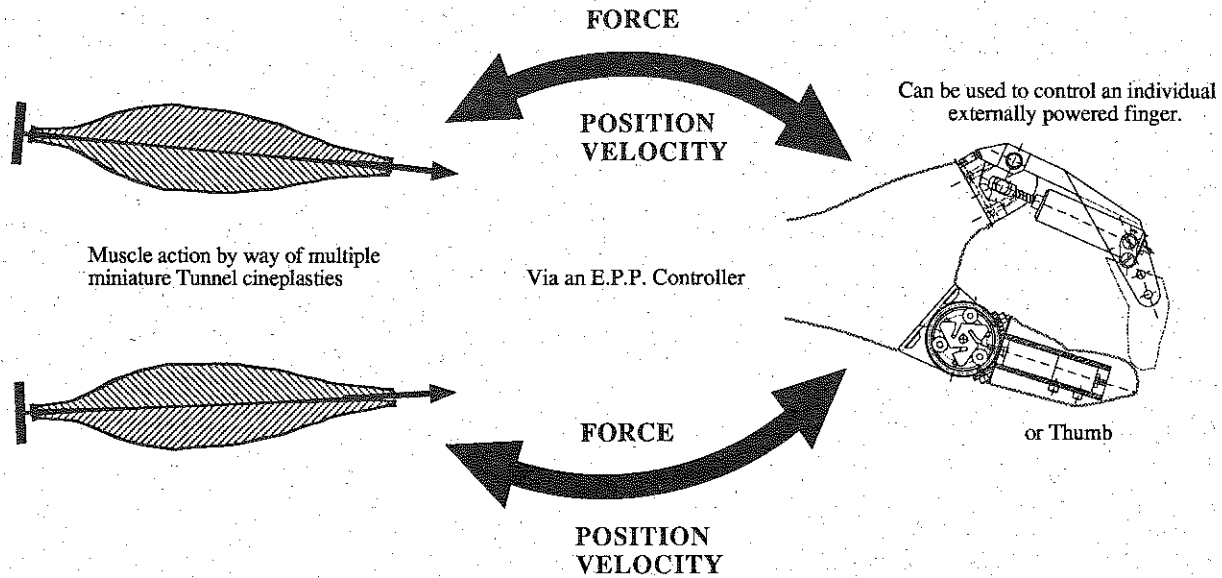 FORCE
POSITION
VELOCITY
Can be used to control an individual
externally powered finger.
Muscle action by way of multiple
miniature Tunnel cineplasties
Via an E.P.P. Controller
or Thumb
FORCE
POSITION
VELOCITY